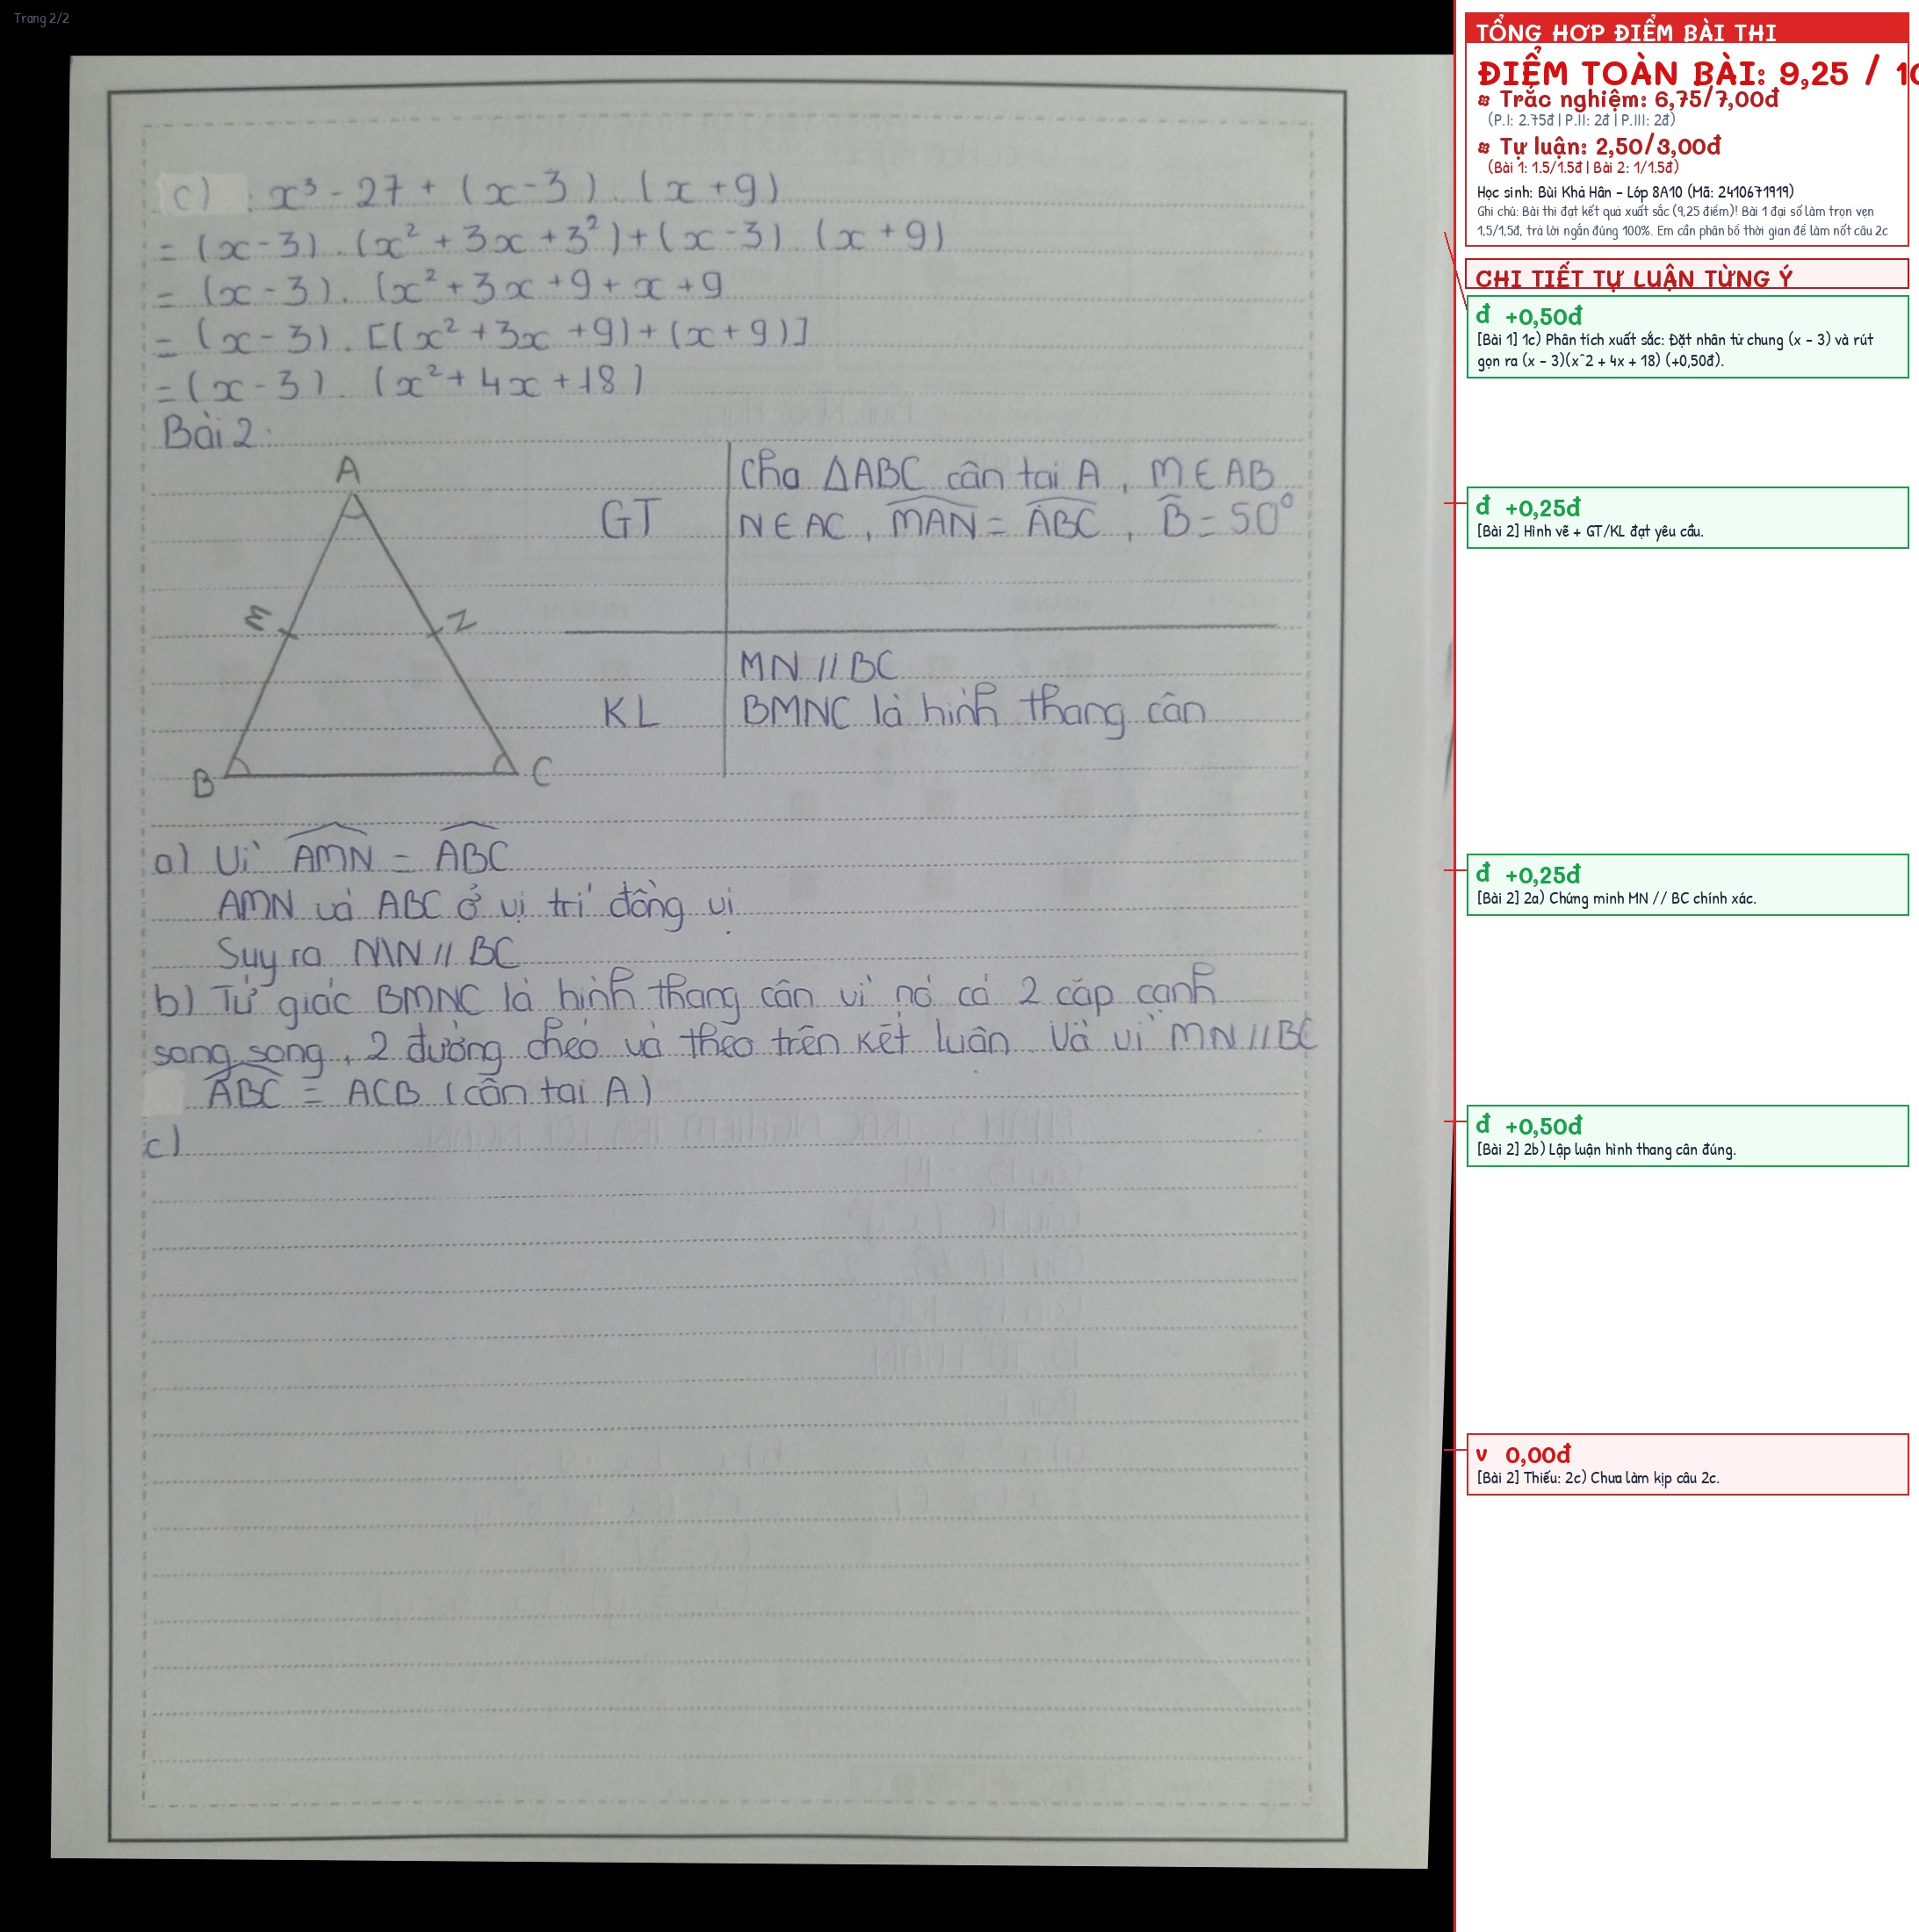 Trang 2/2
c) : x³ - 27 + (x-3) . (x + 9)
= (x-3) . (x² + 3x + 3²) + (x-3) . (x + 9)
= (x-3) . (x² + 3x + 9 + x + 9
= (x-3) . [(x² + 3x + 9) + (x + 9)]
= (x-3) . (x² + 4x + 18)
Bài 2:
A
M
N
B
C
GT
Cho ΔABC cân tại A, M∈AB
N∈AC, MAN = ABC, B = 50°
KL
MN // BC
BMNC là hình thang cân
a) Vì AMN = ABC
AMN và ABC ở vị trí đồng vị
Suy ra MN // BC
b) Tứ giác BMNC là hình thang cân vì nó có 2 cặp cạnh
song song, 2 đường chéo và theo trên kết luận. Và vì MN//BC
ABC = ACB (cân tại A)
c)
TỔNG HỢP ĐIỂM BÀI THI
ĐIỂM TOÀN BÀI: 9,25 / 10
Trắc nghiệm: 6,75/7,00đ
(P.I: 2.75đ | P.II: 2đ | P.III: 2đ)
Tự luận: 2,50/3,00đ
(Bài 1: 1.5/1.5đ | Bài 2: 1/1.5đ)
Học sinh: Bùi Khả Hân - Lớp 8A10 (Mã: 2410671919)
Ghi chú: Bài thi đạt kết quả xuất sắc (9,25 điểm)! Bài 1 đại số làm trọn vẹn
1,5/1,5đ, trả lời ngắn đúng 100%. Em cần phân bổ thời gian để làm nốt câu 2c
CHI TIẾT TỰ LUẬN TỪNG Ý
đ +0,50đ
[Bài 1] 1c) Phân tích xuất sắc: Đặt nhân tử chung (x - 3) và rút
gọn ra (x - 3)(x^2 + 4x + 18) (+0,50đ).
đ +0,25đ
[Bài 2] Hình vẽ + GT/KL đạt yêu cầu.
đ +0,25đ
[Bài 2] 2a) Chứng minh MN // BC chính xác.
đ +0,50đ
[Bài 2] 2b) Lập luận hình thang cân đúng.
v 0,00đ
[Bài 2] Thiếu: 2c) Chưa làm kịp câu 2c.